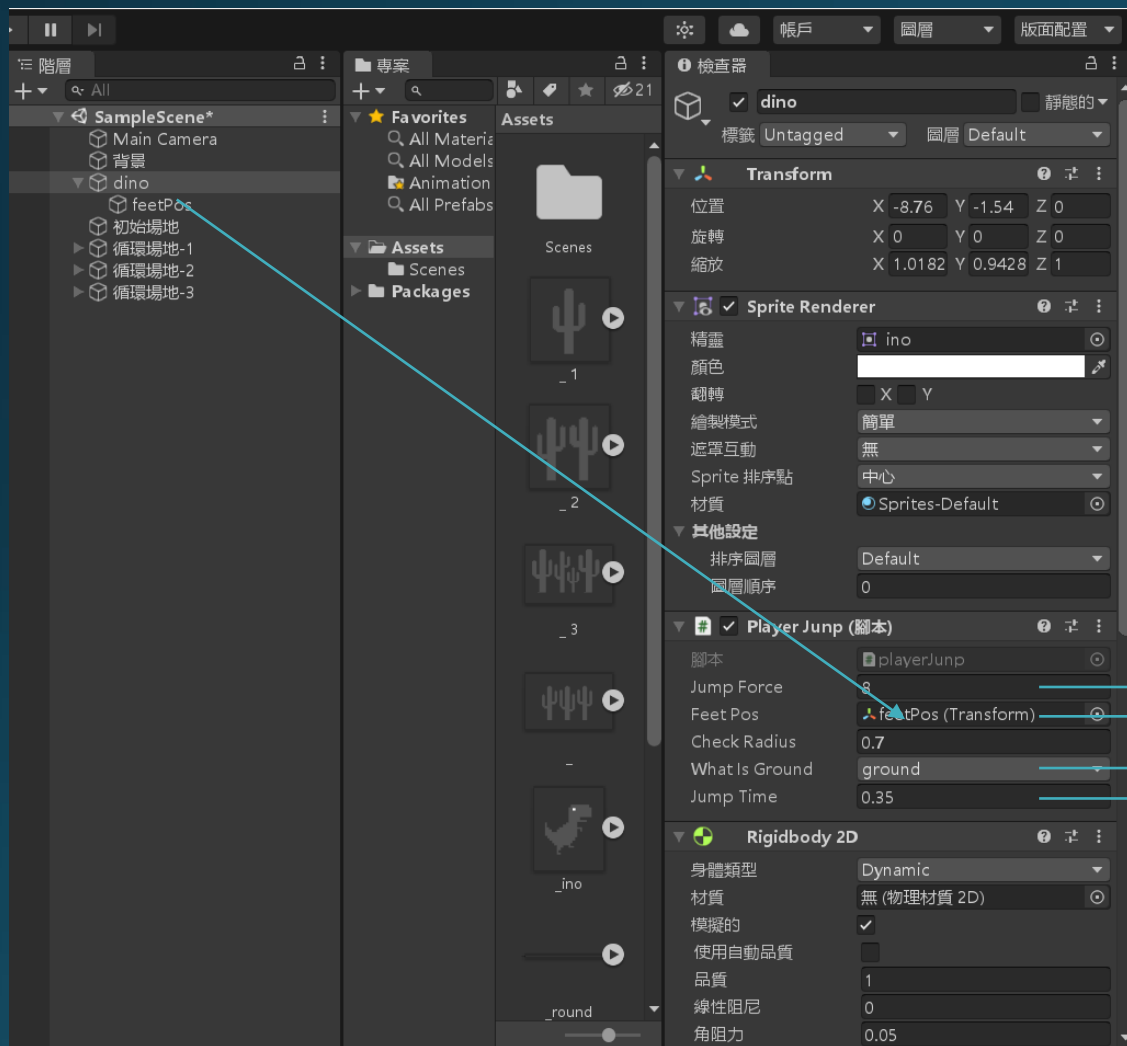 帳戶
圖層
版面配置
階層
All
SampleScene*
Main Camera
背景
dino
feetPos
初始場地
循環場地-1
循環場地-2
循環場地-3
專案
21
Favorites
All Materia
All Models
Animation
All Prefabs
Assets
Scenes
Packages
Assets
Scenes
_ 1
_ 2
_ 3
_
_ino
_round
檢查器
dino
靜態的
標籤 Untagged
圖層 Default
Transform
位置 X -8.76 Y -1.54 Z 0
旋轉 X 0 Y 0 Z 0
縮放 X 1.0182 Y 0.9428 Z 1
Sprite Renderer
精靈 ino
顏色
翻轉 X Y
繪製模式 簡單
遮罩互動 無
Sprite 排序點 中心
材質 Sprites-Default
其他設定
排序圖層 Default
圖層順序 0
# Player Junp (腳本)
腳本 playerJunp
Jump Force 8
Feet Pos feetPos (Transform)
Check Radius 0.7
What Is Ground ground
Jump Time 0.35
Rigidbody 2D
身體類型 Dynamic
材質 無 (物理材質 2D)
模擬的
使用自動品質
品質 1
線性阻尼 0
角阻力 0.05